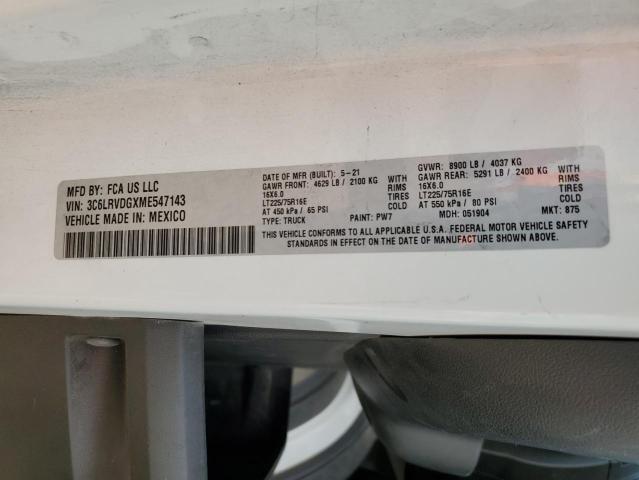 MFD BY: FCA US LLC
VIN: 3C6LRVDGXME547143
VEHICLE MADE IN: MEXICO
DATE OF MFR (BUILT): 5-21
GAWR FRONT: 4629 LB / 2100 KG
16X6.0 WITH
LT225/75R16E TIRES
AT 450 kPa / 65 PSI COLD
TYPE: TRUCK PAINT: PW7
GVWR: 8900 LB / 4037 KG
GAWR REAR: 5291 LB / 2400 KG
16X6.0 WITH
LT225/75R16E TIRES
AT 550 kPa / 80 PSI COLD
MDH: 051904 MKT: 875
THIS VEHICLE CONFORMS TO ALL APPLICABLE U.S.A. FEDERAL MOTOR VEHICLE SAFETY
STANDARDS IN EFFECT ON THE DATE OF MANUFACTURE SHOWN ABOVE.